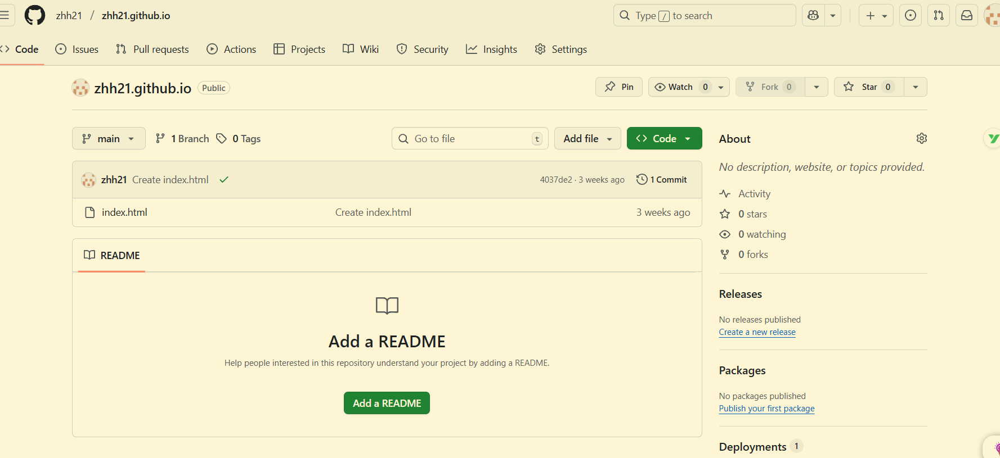 zhh21 / zhh21.github.io
Type / to search
Code
Issues
Pull requests
Actions
Projects
Wiki
Security
Insights
Settings
zhh21.github.io Public
Pin
Watch 0
Fork 0
Star 0
main
1 Branch
0 Tags
Go to file t
Add file
Code
zhh21 Create index.html
4037de2 · 3 weeks ago
1 Commit
index.html
Create index.html
3 weeks ago
README
Add a README
Help people interested in this repository understand your project by adding a README.
Add a README
About
No description, website, or topics provided.
Activity
0 stars
0 watching
0 forks
Releases
No releases published
Create a new release
Packages
No packages published
Publish your first package
Deployments 1